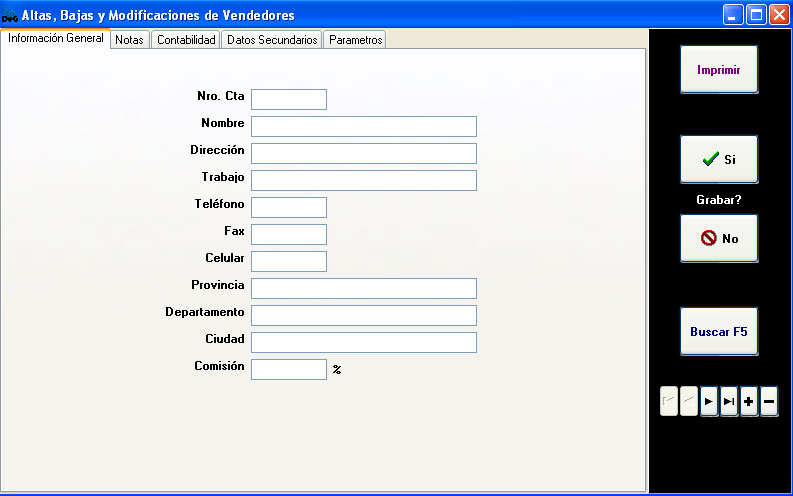 DeG Altas, Bajas y Modificaciones de Vendedores
Información General Notas Contabilidad Datos Secundarios Parametros
Nro. Cta
Nombre
Dirección
Trabajo
Teléfono
Fax
Celular
Provincia
Departamento
Ciudad
Comisión %
Imprimir
Si
Grabar?
No
Buscar F5